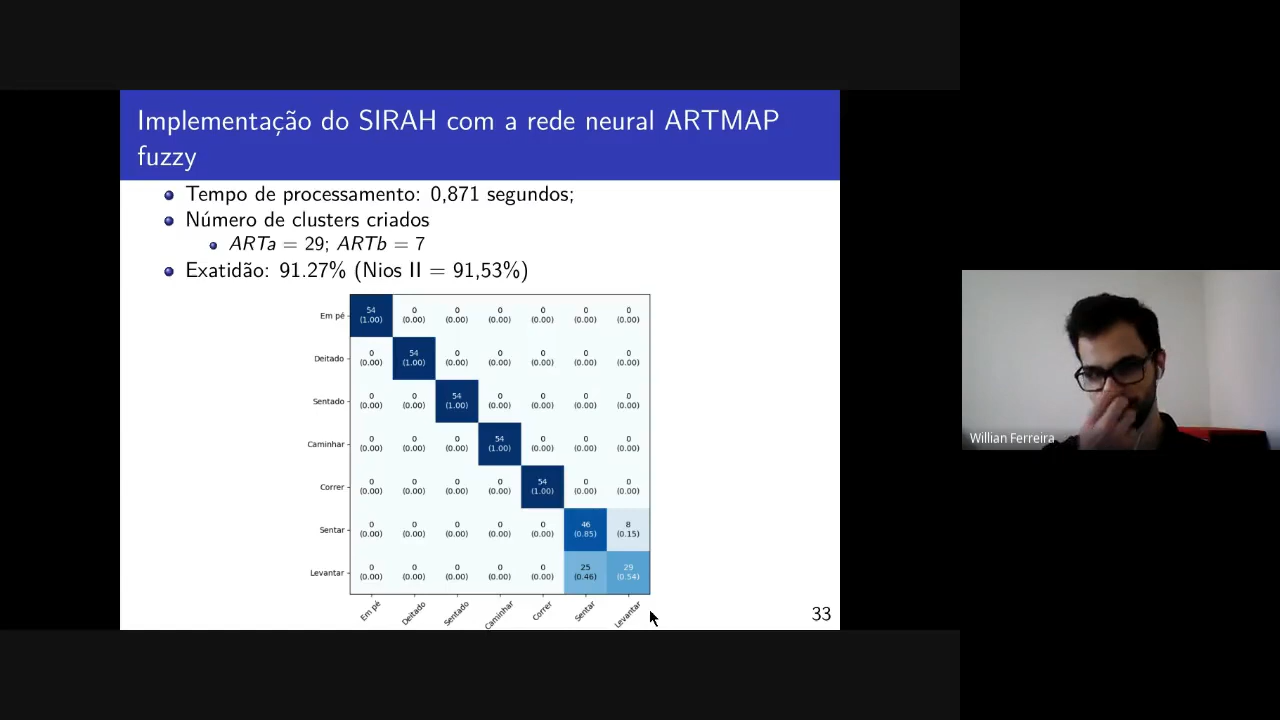 Implementação do SIRAH com a rede neural ARTMAP
fuzzy
Tempo de processamento: 0,871 segundos;
Número de clusters criados
ARTa = 29; ARTb = 7
Exatidão: 91.27% (Nios II = 91,53%)
Em pé 54 0 0 0 0 0 0
(1.00) (0.00) (0.00) (0.00) (0.00) (0.00) (0.00)
Deitado 0 54 0 0 0 0 0
(0.00) (1.00) (0.00) (0.00) (0.00) (0.00) (0.00)
Sentado 0 0 54 0 0 0 0
(0.00) (0.00) (1.00) (0.00) (0.00) (0.00) (0.00)
Caminhar 0 0 0 54 0 0 0
(0.00) (0.00) (0.00) (1.00) (0.00) (0.00) (0.00)
Correr 0 0 0 0 54 0 0
(0.00) (0.00) (0.00) (0.00) (1.00) (0.00) (0.00)
Sentar 0 0 0 0 0 46 8
(0.00) (0.00) (0.00) (0.00) (0.00) (0.85) (0.15)
Levantar 0 0 0 0 0 25 29
(0.00) (0.00) (0.00) (0.00) (0.00) (0.46) (0.54)
Em pé Deitado Sentado Caminhar Correr Sentar Levantar
33
Willian Ferreira